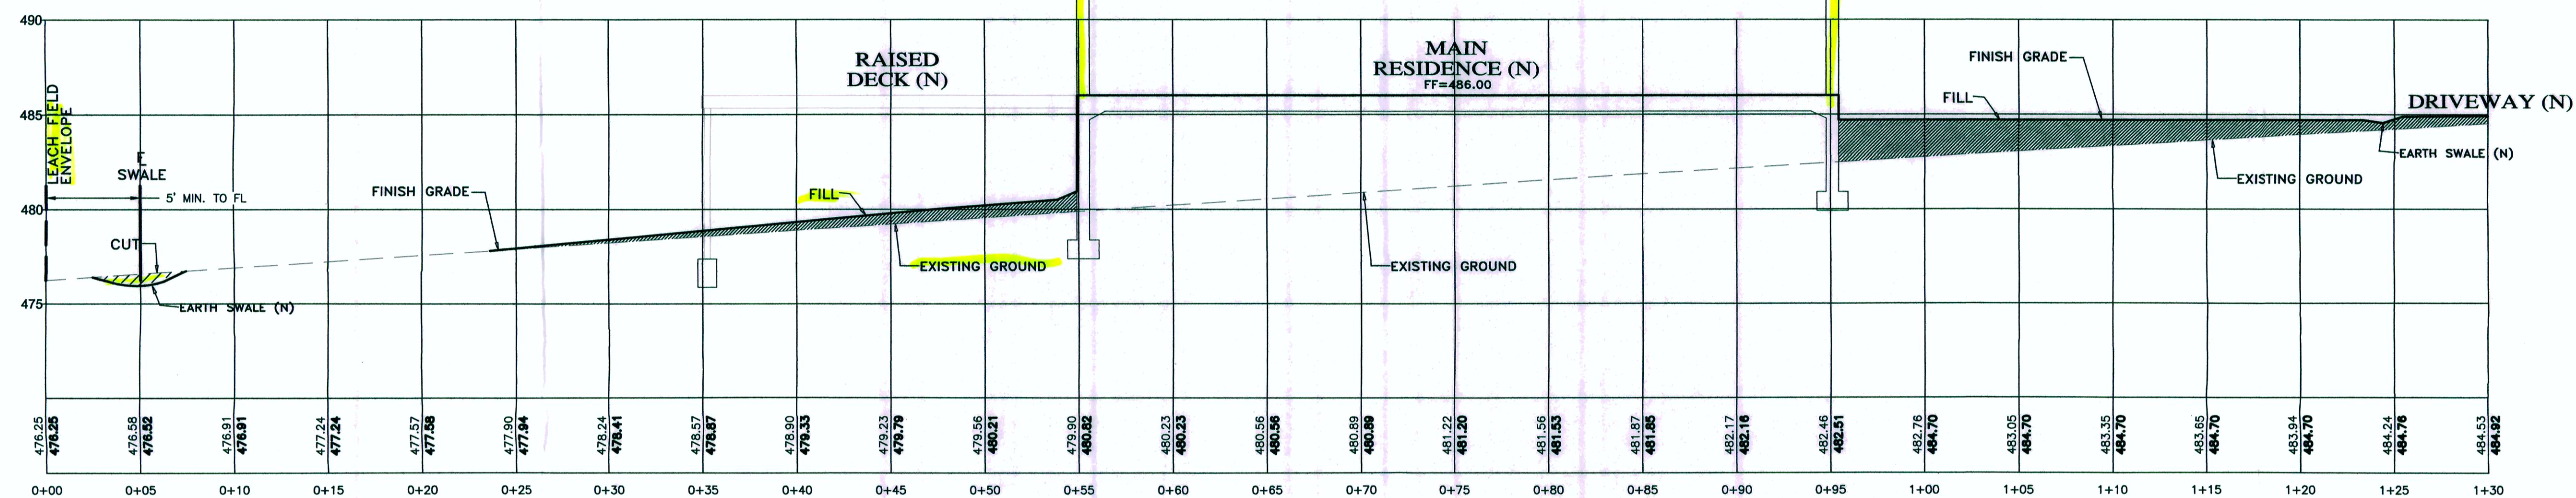 490
485
480
475
LEACH FIELD
ENVELOPE
SWALE
5' MIN. TO FL
CUT
EARTH SWALE (N)
FINISH GRADE
RAISED
DECK (N)
FILL
EXISTING GROUND
MAIN
RESIDENCE (N)
FF=486.00
EXISTING GROUND
FINISH GRADE
FILL
DRIVEWAY (N)
EARTH SWALE (N)
EXISTING GROUND
476.25
476.25
476.58
476.52
476.91
476.91
477.24
477.24
477.57
477.58
477.90
477.94
478.24
478.41
478.57
478.87
478.90
479.33
479.23
479.79
479.56
480.21
479.90
480.82
480.23
480.23
480.56
480.56
480.89
480.89
481.22
481.20
481.56
481.53
481.87
481.85
482.17
482.16
482.46
482.51
482.76
484.70
483.05
484.70
483.35
484.70
483.65
484.70
483.94
484.70
484.24
484.76
484.53
484.92
0+00 0+05 0+10 0+15 0+20 0+25 0+30 0+35 0+40 0+45 0+50 0+55 0+60 0+65 0+70 0+75 0+80 0+85 0+90 0+95 1+00 1+05 1+10 1+15 1+20 1+25 1+30